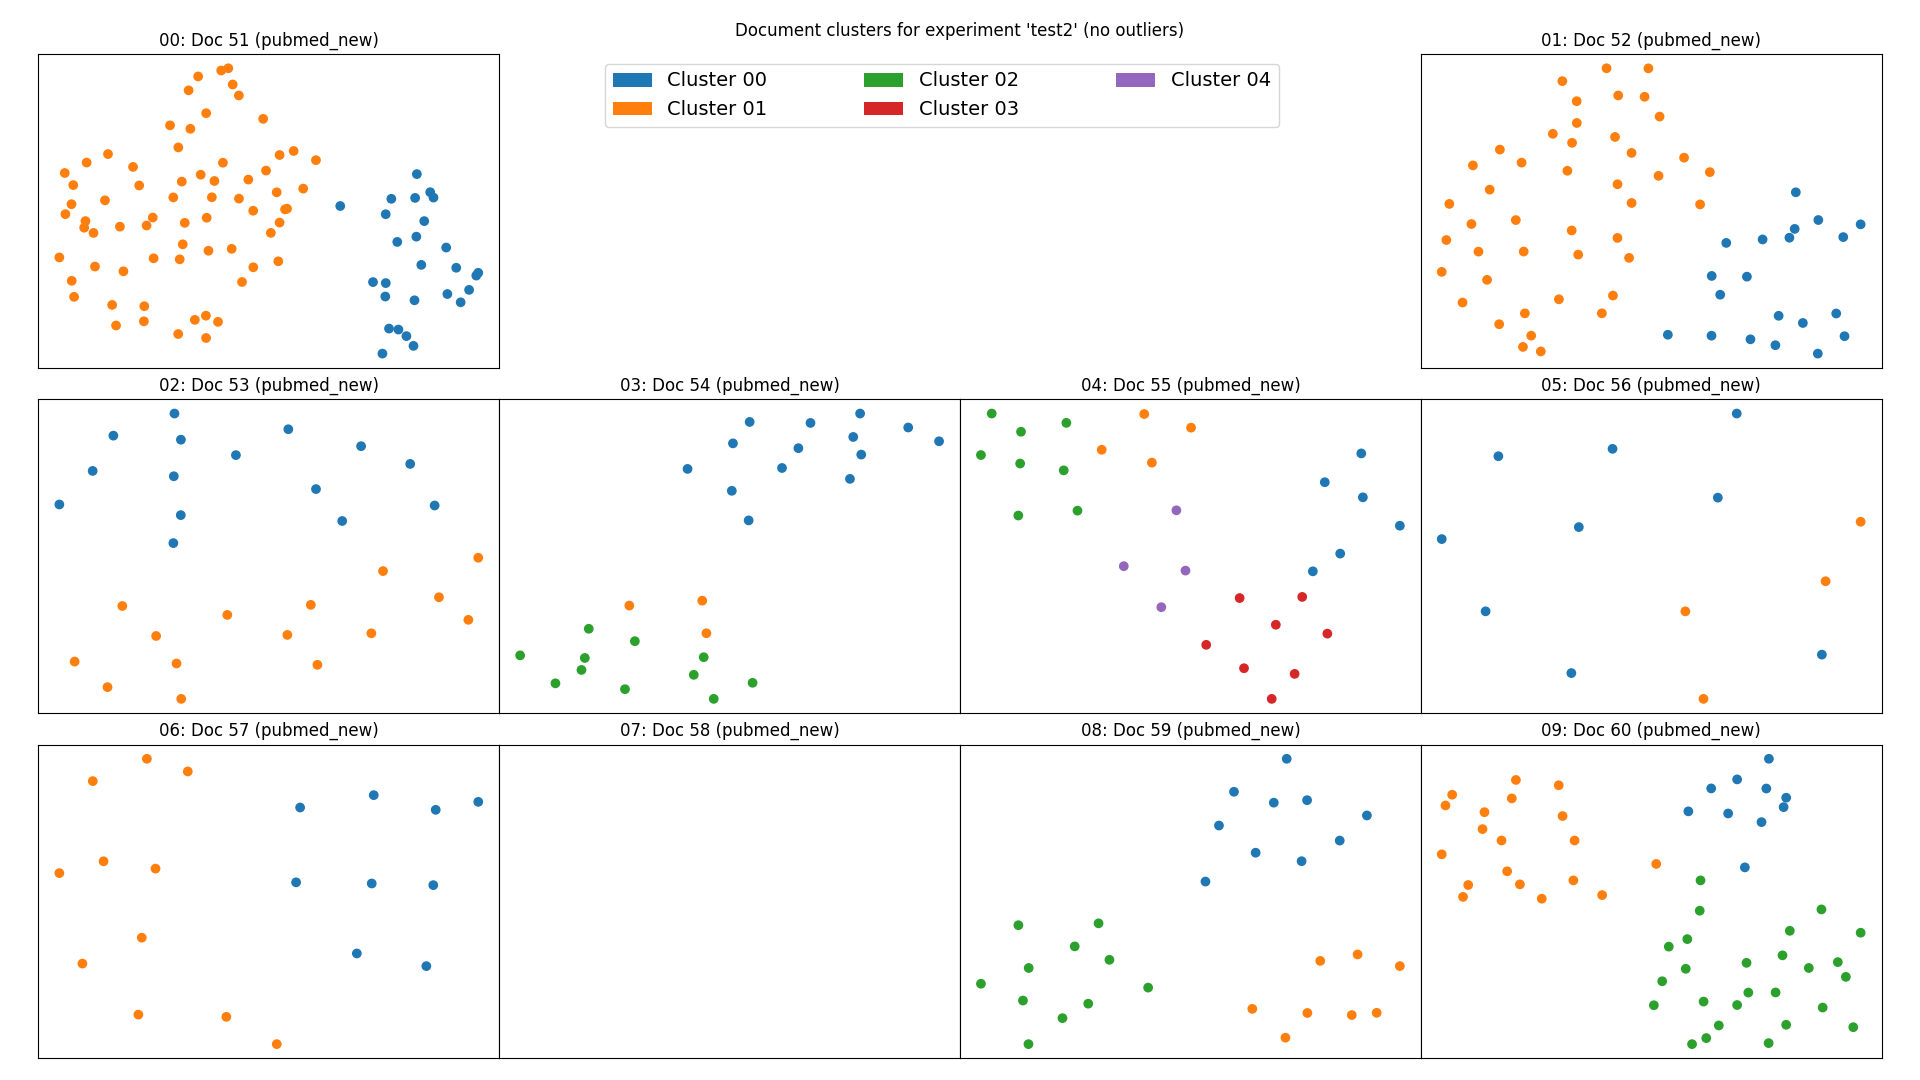 Document clusters for experiment 'test2' (no outliers)
00: Doc 51 (pubmed_new)
01: Doc 52 (pubmed_new)
Cluster 00
Cluster 02
Cluster 04
Cluster 01
Cluster 03
02: Doc 53 (pubmed_new)
03: Doc 54 (pubmed_new)
04: Doc 55 (pubmed_new)
05: Doc 56 (pubmed_new)
06: Doc 57 (pubmed_new)
07: Doc 58 (pubmed_new)
08: Doc 59 (pubmed_new)
09: Doc 60 (pubmed_new)